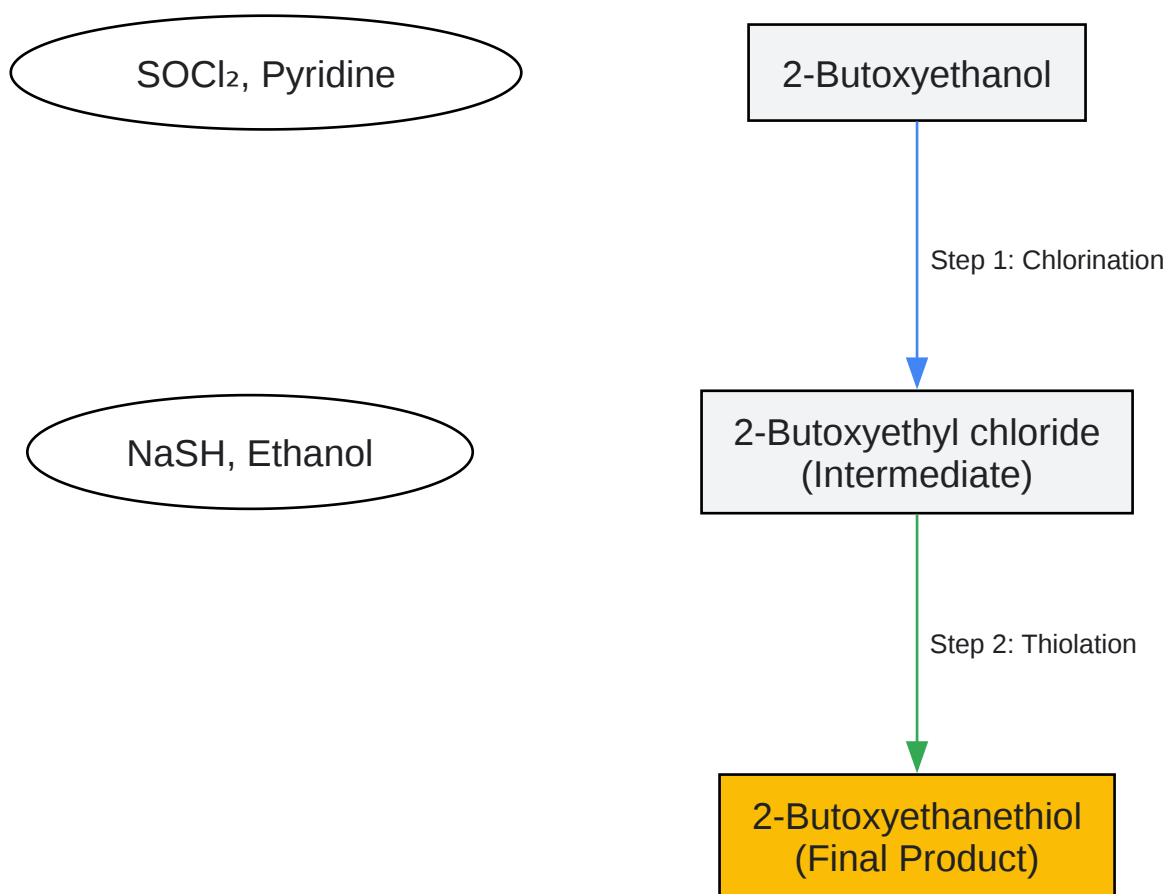 SOCl₂, Pyridine
2-Butoxyethanol
Step 1: Chlorination
NaSH, Ethanol
2-Butoxyethyl chloride
(Intermediate)
Step 2: Thiolation
2-Butoxyethanethiol
(Final Product)